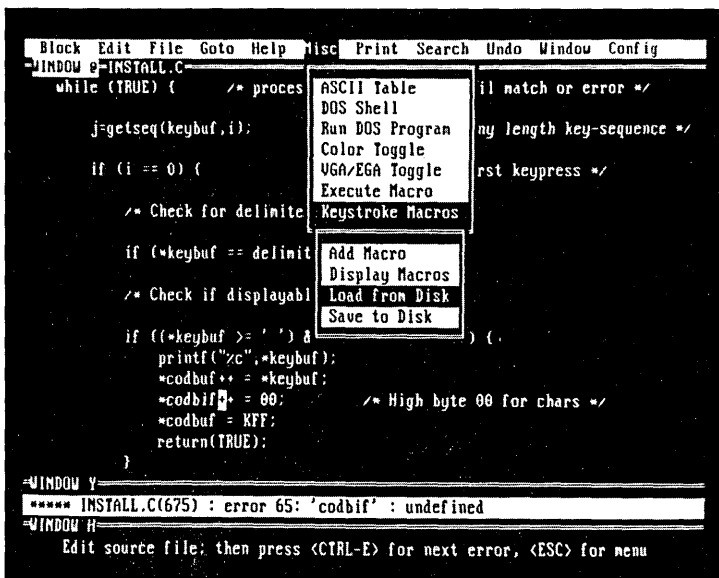 Block Edit File Goto Help Misc Print Search Undo Window Config
WINDOW @ INSTALL.C
while (TRUE) { /* proces il match or error */
ASCII Table
DOS Shell
Run DOS Program
Color Toggle
VGA/EGA Toggle
Execute Macro
Keystroke Macros
j=getseq(keybuf,i); ny length key-sequence */
if (i == 0) { rst keypress */
/* Check for delimite
if (*keybuf == delimit
Add Macro
Display Macros
Load from Disk
Save to Disk
/* Check if displayabl
if ((*keybuf >= ' ') & ) {
printf("%c",*keybuf);
*codbuf++ = *keybuf;
*codbif++ = 00; /* High byte 00 for chars */
*codbuf = KFF;
return(TRUE);
}
WINDOW Y
***** INSTALL.C(675) : error 65: 'codbif' : undefined
WINDOW H
Edit source file; then press <CTRL-E> for next error, <ESC> for menu